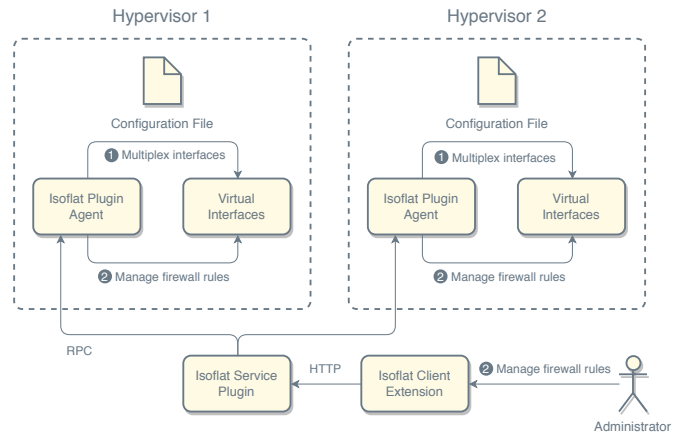 Hypervisor 1
Hypervisor 2
Configuration File
Configuration File
1 Multiplex interfaces
1 Multiplex interfaces
Isoflat Plugin
Agent
Virtual
Interfaces
Isoflat Plugin
Agent
Virtual
Interfaces
2 Manage firewall rules
2 Manage firewall rules
RPC
Isoflat Service
Plugin
HTTP
Isoflat Client
Extension
2 Manage firewall rules
Administrator